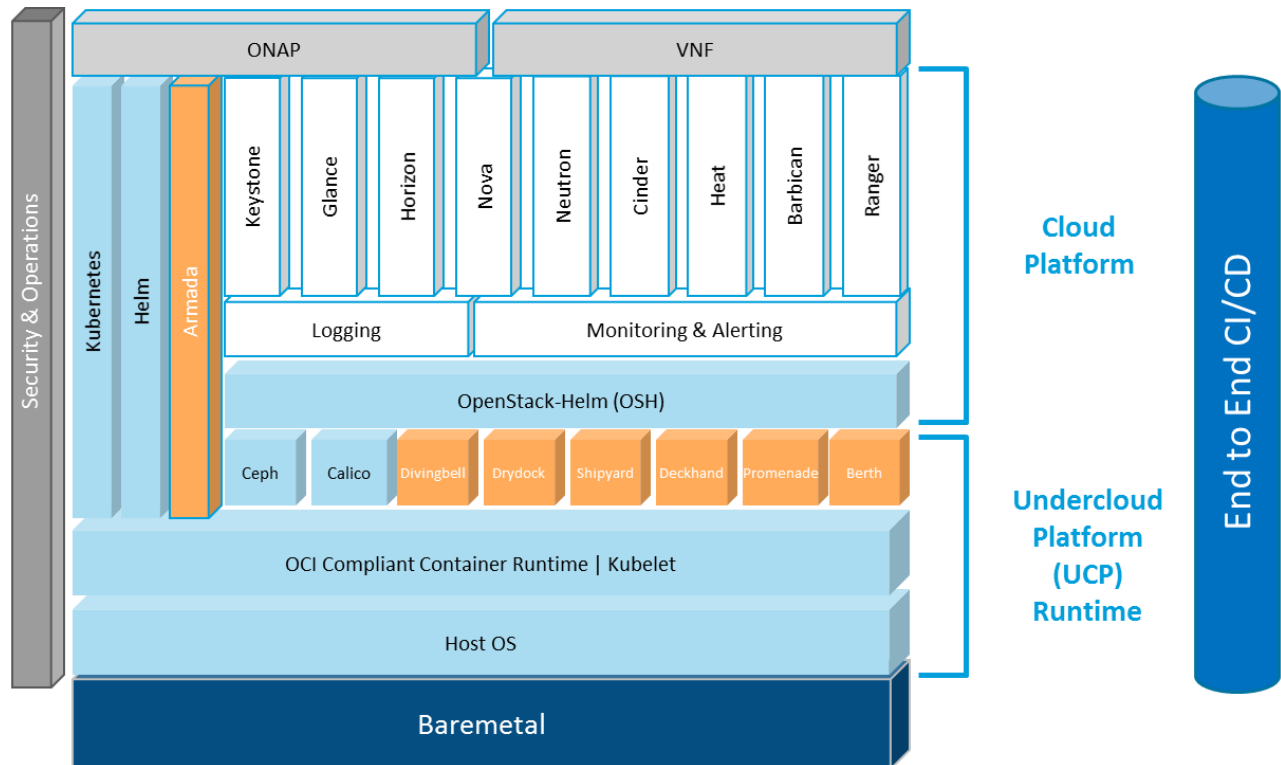 ONAP
VNF
Security & Operations
Kubernetes
Helm
Armada
Keystone
Glance
Horizon
Nova
Neutron
Cinder
Heat
Barbican
Ranger
Logging
Monitoring & Alerting
OpenStack-Helm (OSH)
Ceph
Calico
Divingbell
Drydock
Shipyard
Deckhand
Promenade
Berth
OCI Compliant Container Runtime | Kubelet
Host OS
Baremetal
Cloud
Platform
Undercloud
Platform
(UCP)
Runtime
End to End CI/CD